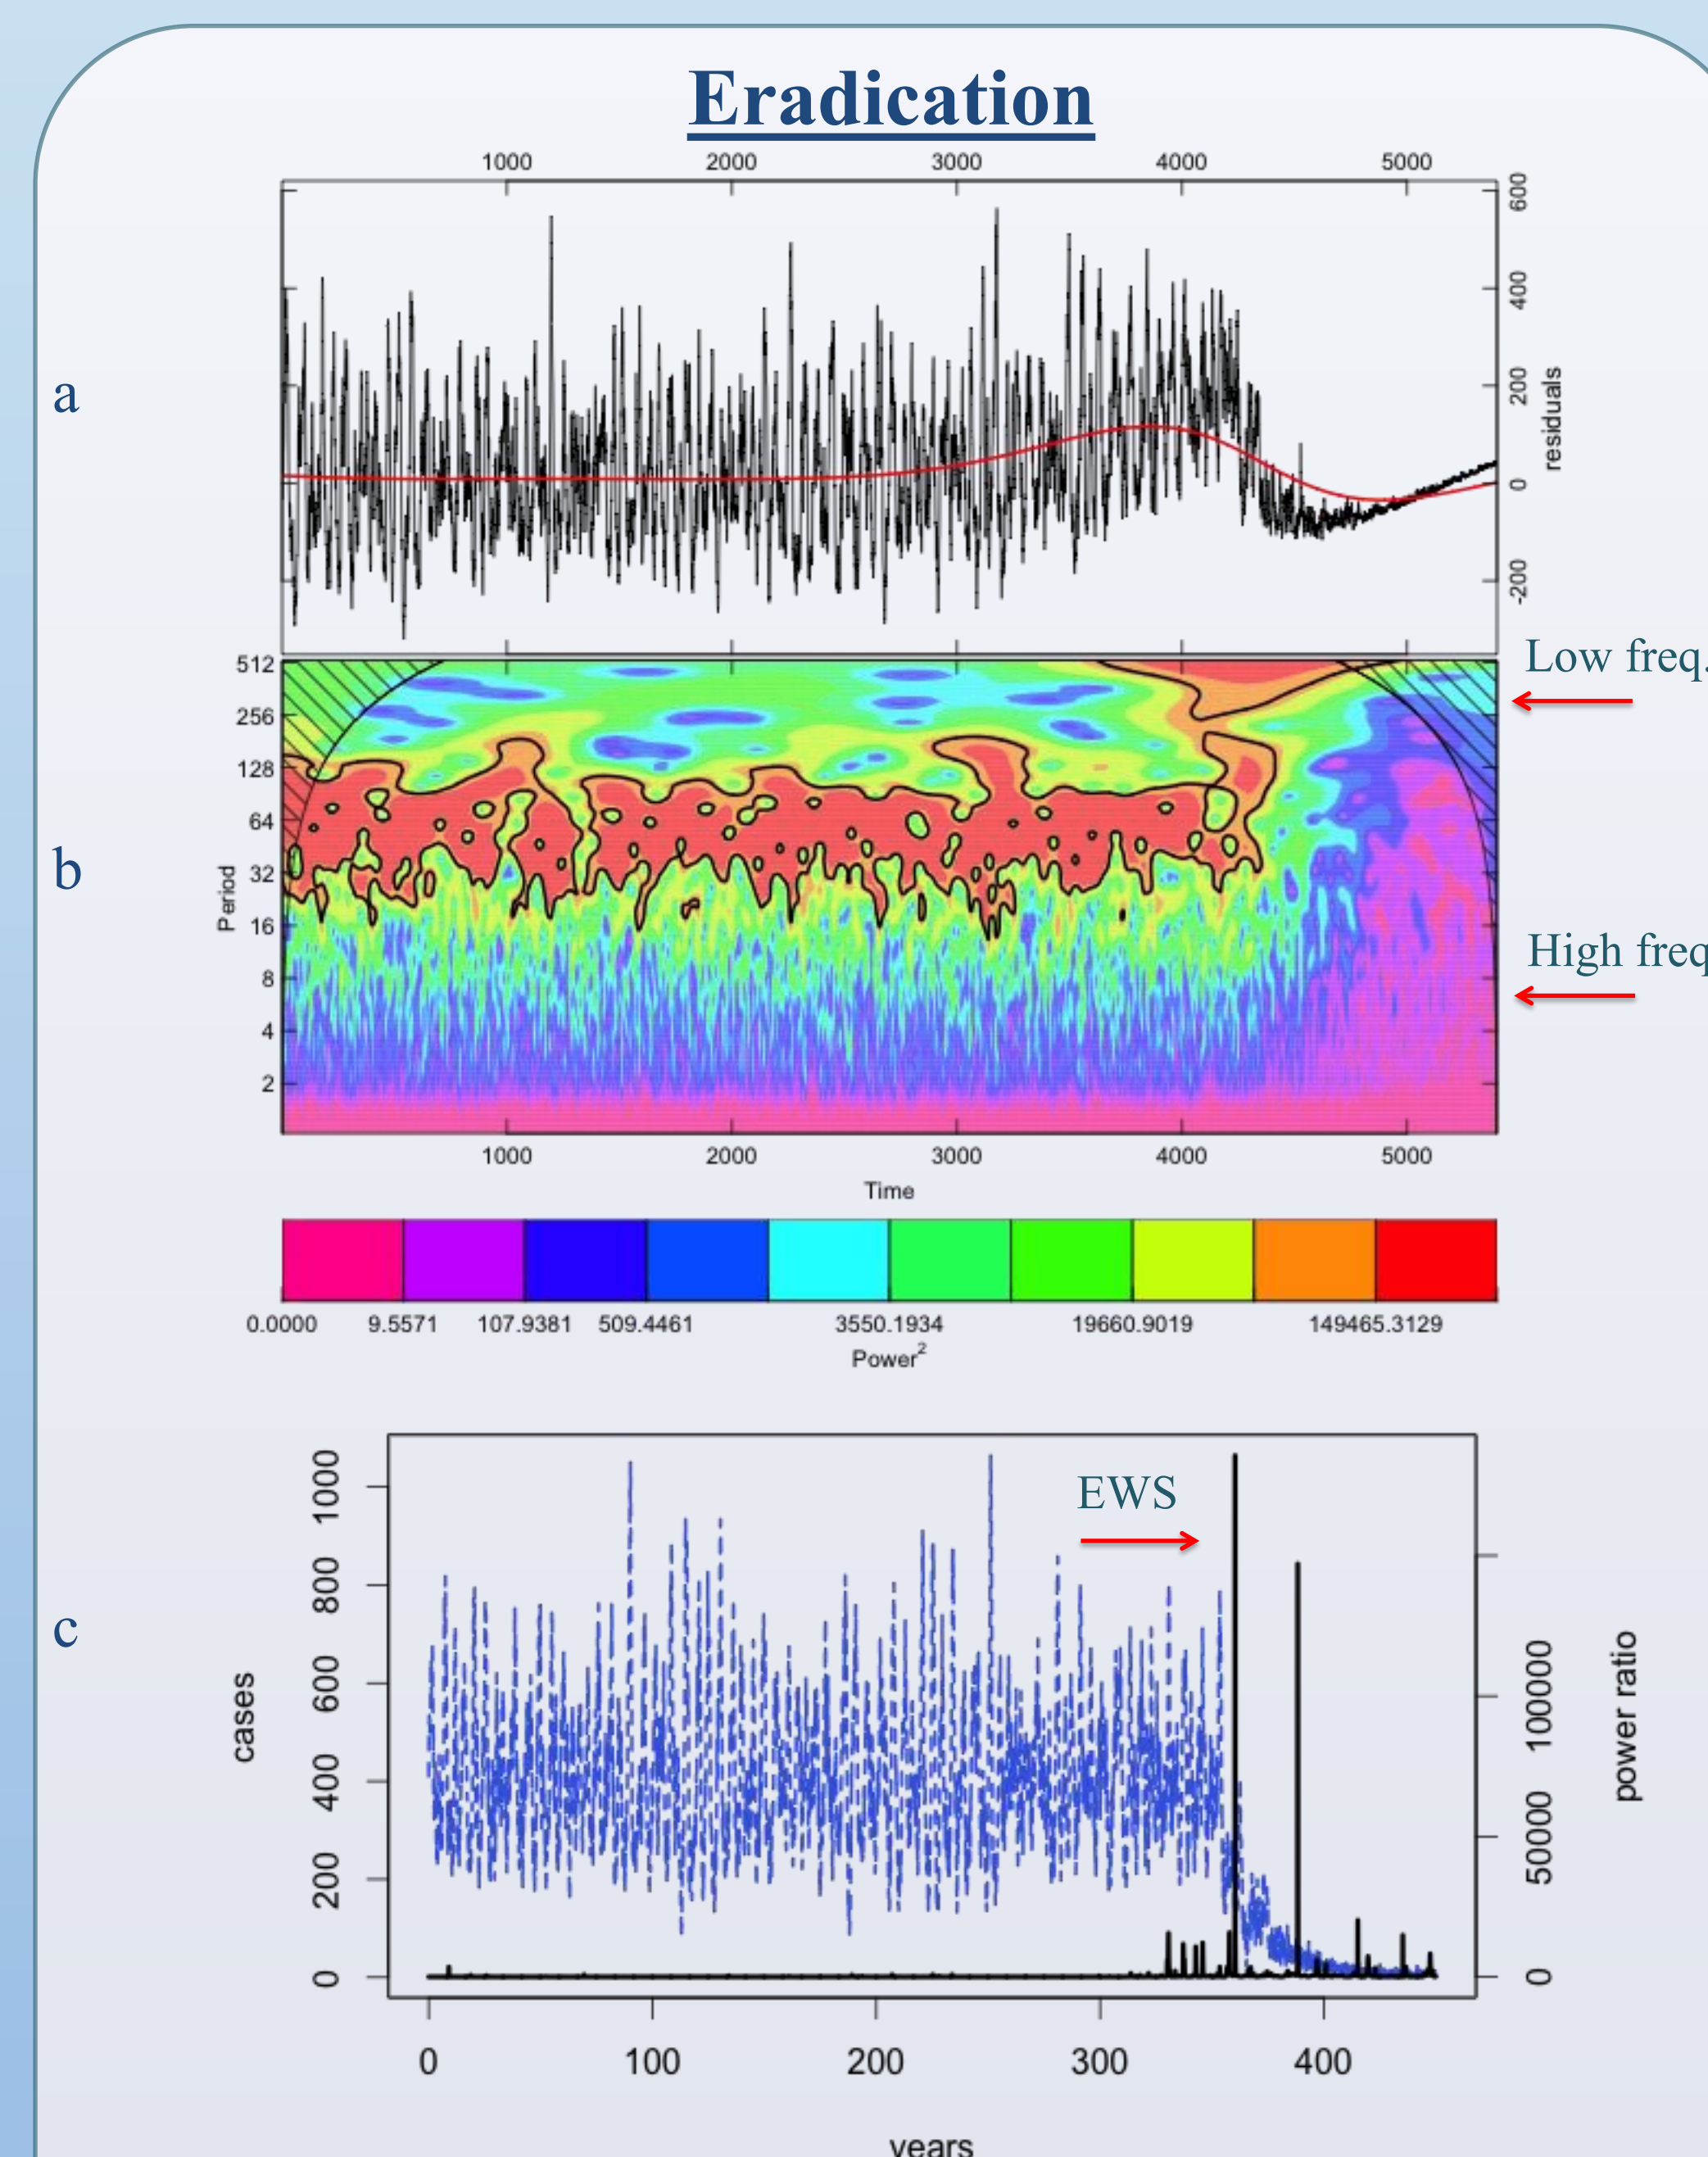 Eradication
1000 2000 3000 4000 5000
a
600
400
200
0
-200
residuals
b
Period
512
256
128
64
32
16
8
4
2
Low freq.
High freq
1000 2000 3000 4000 5000
Time
0.0000 9.5571 107.9381 509.4461 3550.1934 19660.9019 149465.3129
Power2
c
cases
1000
800
600
400
200
0
EWS
100000
50000
0
power ratio
0 100 200 300 400
years